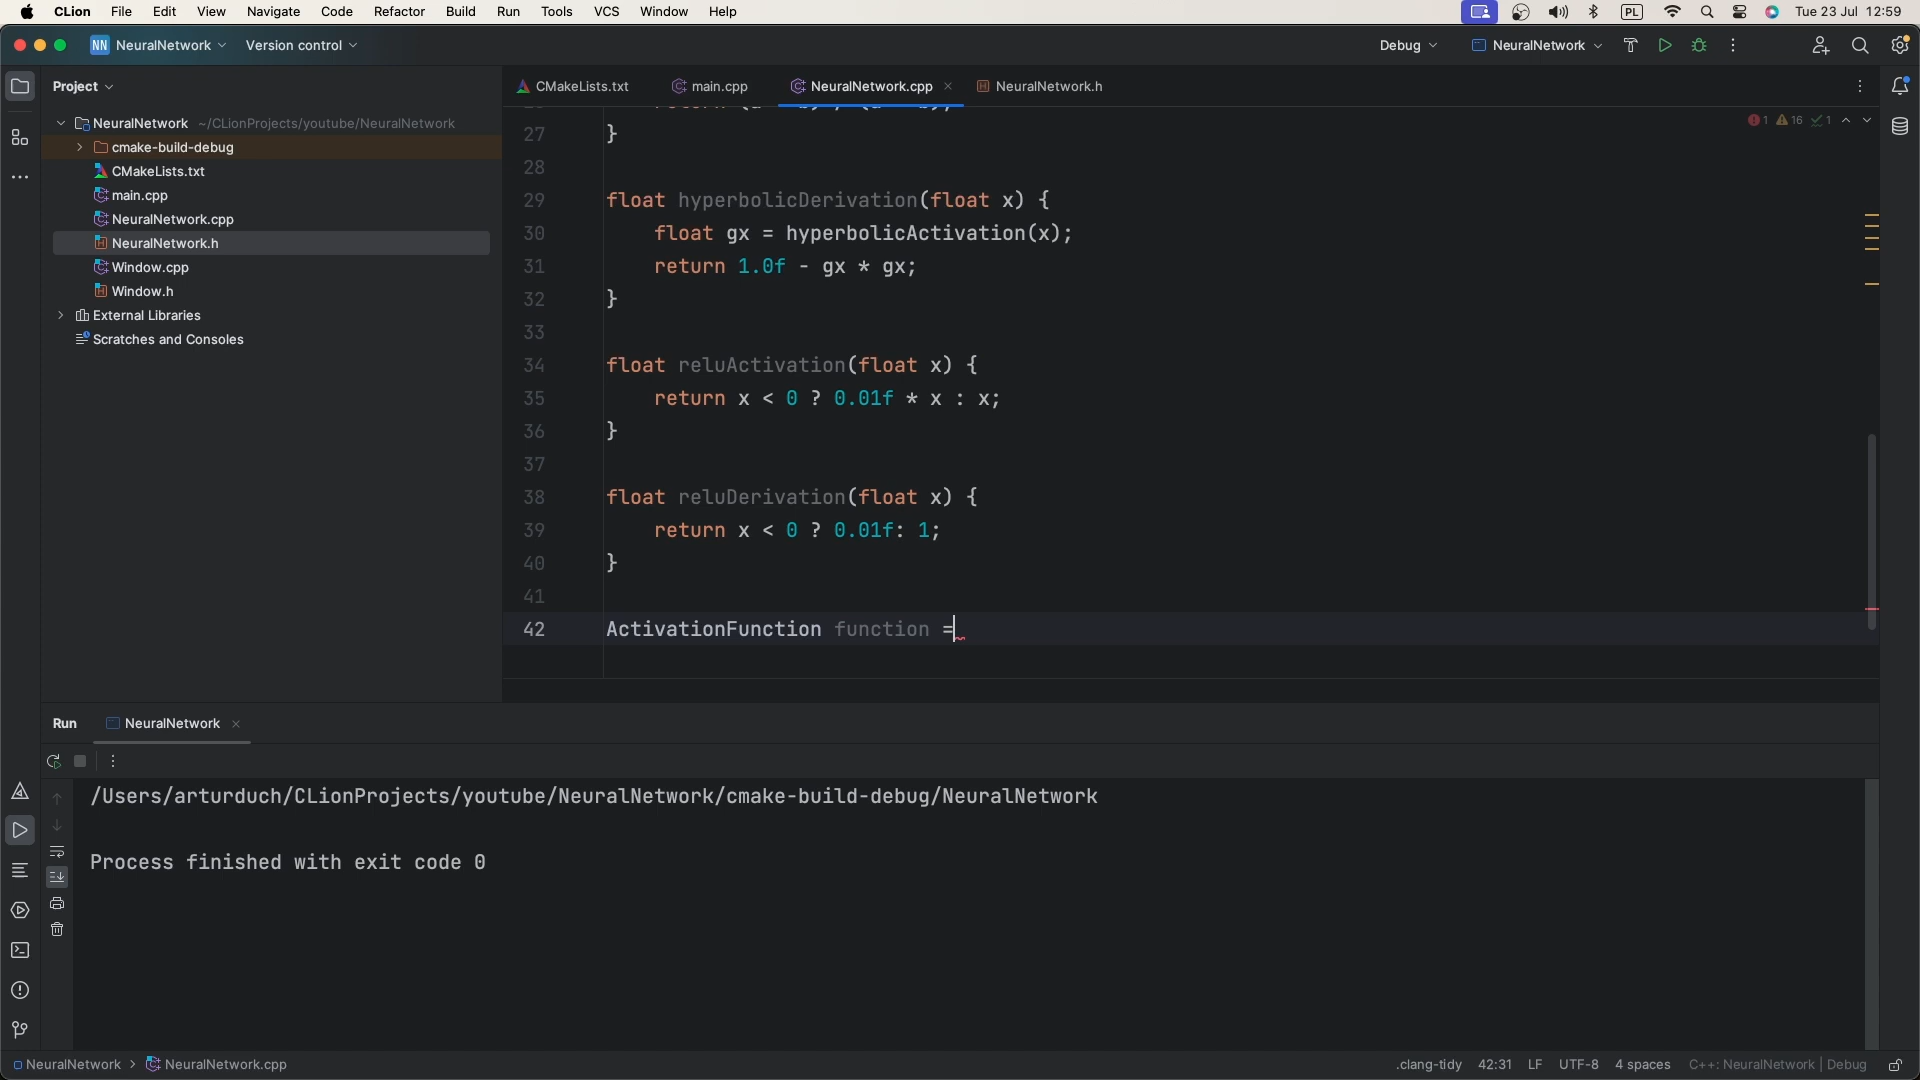 CLion File Edit View Navigate Code Refactor Build Run Tools VCS Window Help PL Tue 23 Jul 12:59
NN NeuralNetwork Version control Debug NeuralNetwork
Project CMakeLists.txt main.cpp NeuralNetwork.cpp NeuralNetwork.h
NeuralNetwork ~/CLionProjects/youtube/NeuralNetwork
cmake-build-debug
CMakeLists.txt
main.cpp
NeuralNetwork.cpp
NeuralNetwork.h
Window.cpp
Window.h
External Libraries
Scratches and Consoles
1 16 1
27 }
28
29 float hyperbolicDerivation(float x) {
30 float gx = hyperbolicActivation(x);
31 return 1.0f - gx * gx;
32 }
33
34 float reluActivation(float x) {
35 return x < 0 ? 0.01f * x : x;
36 }
37
38 float reluDerivation(float x) {
39 return x < 0 ? 0.01f: 1;
40 }
41
42 ActivationFunction function =
Run NeuralNetwork
/Users/arturduch/CLionProjects/youtube/NeuralNetwork/cmake-build-debug/NeuralNetwork
Process finished with exit code 0
NeuralNetwork > NeuralNetwork.cpp .clang-tidy 42:31 LF UTF-8 4 spaces C++: NeuralNetwork | Debug